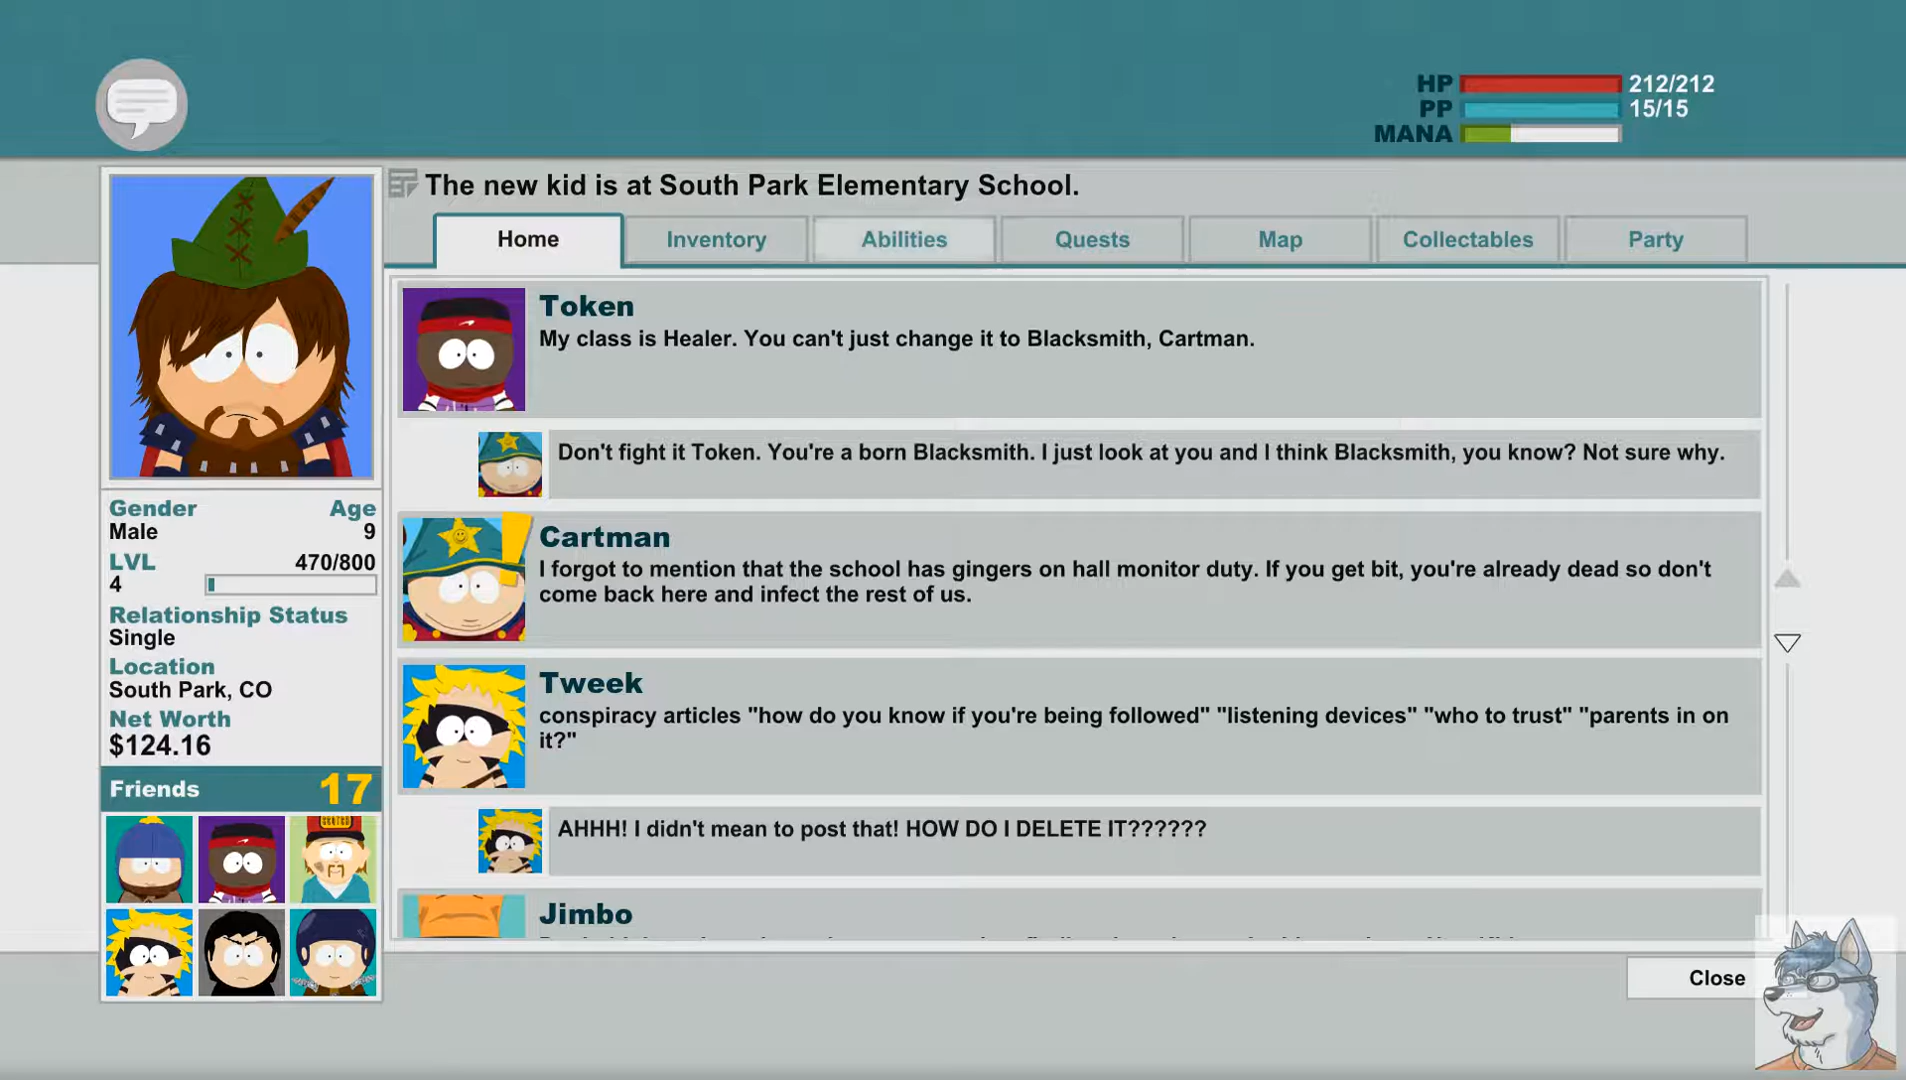 HP 212/212
PP 15/15
MANA
The new kid is at South Park Elementary School.
Home Inventory Abilities Quests Map Collectables Party
Gender Age
Male 9
LVL 470/800
4
Relationship Status
Single
Location
South Park, CO
Net Worth
$124.16
Friends 17
Token
My class is Healer. You can't just change it to Blacksmith, Cartman.
Don't fight it Token. You're a born Blacksmith. I just look at you and I think Blacksmith, you know? Not sure why.
Cartman
I forgot to mention that the school has gingers on hall monitor duty. If you get bit, you're already dead so don't
come back here and infect the rest of us.
Tweek
conspiracy articles "how do you know if you're being followed" "listening devices" "who to trust" "parents in on
it?"
AHHH! I didn't mean to post that! HOW DO I DELETE IT??????
Jimbo
Close